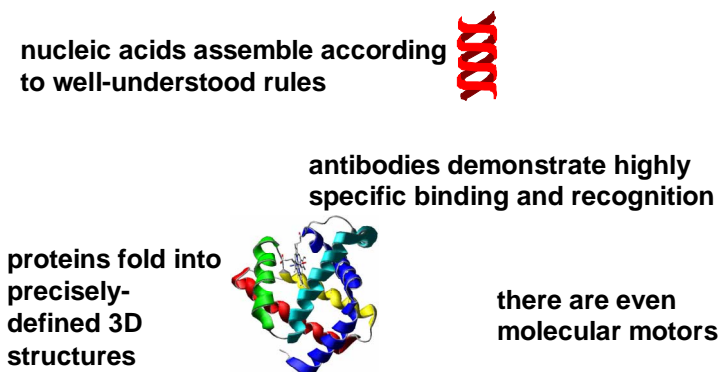 nucleic acids assemble according
to well-understood rules
antibodies demonstrate highly
specific binding and recognition
proteins fold into
precisely-
defined 3D
structures
there are even
molecular motors